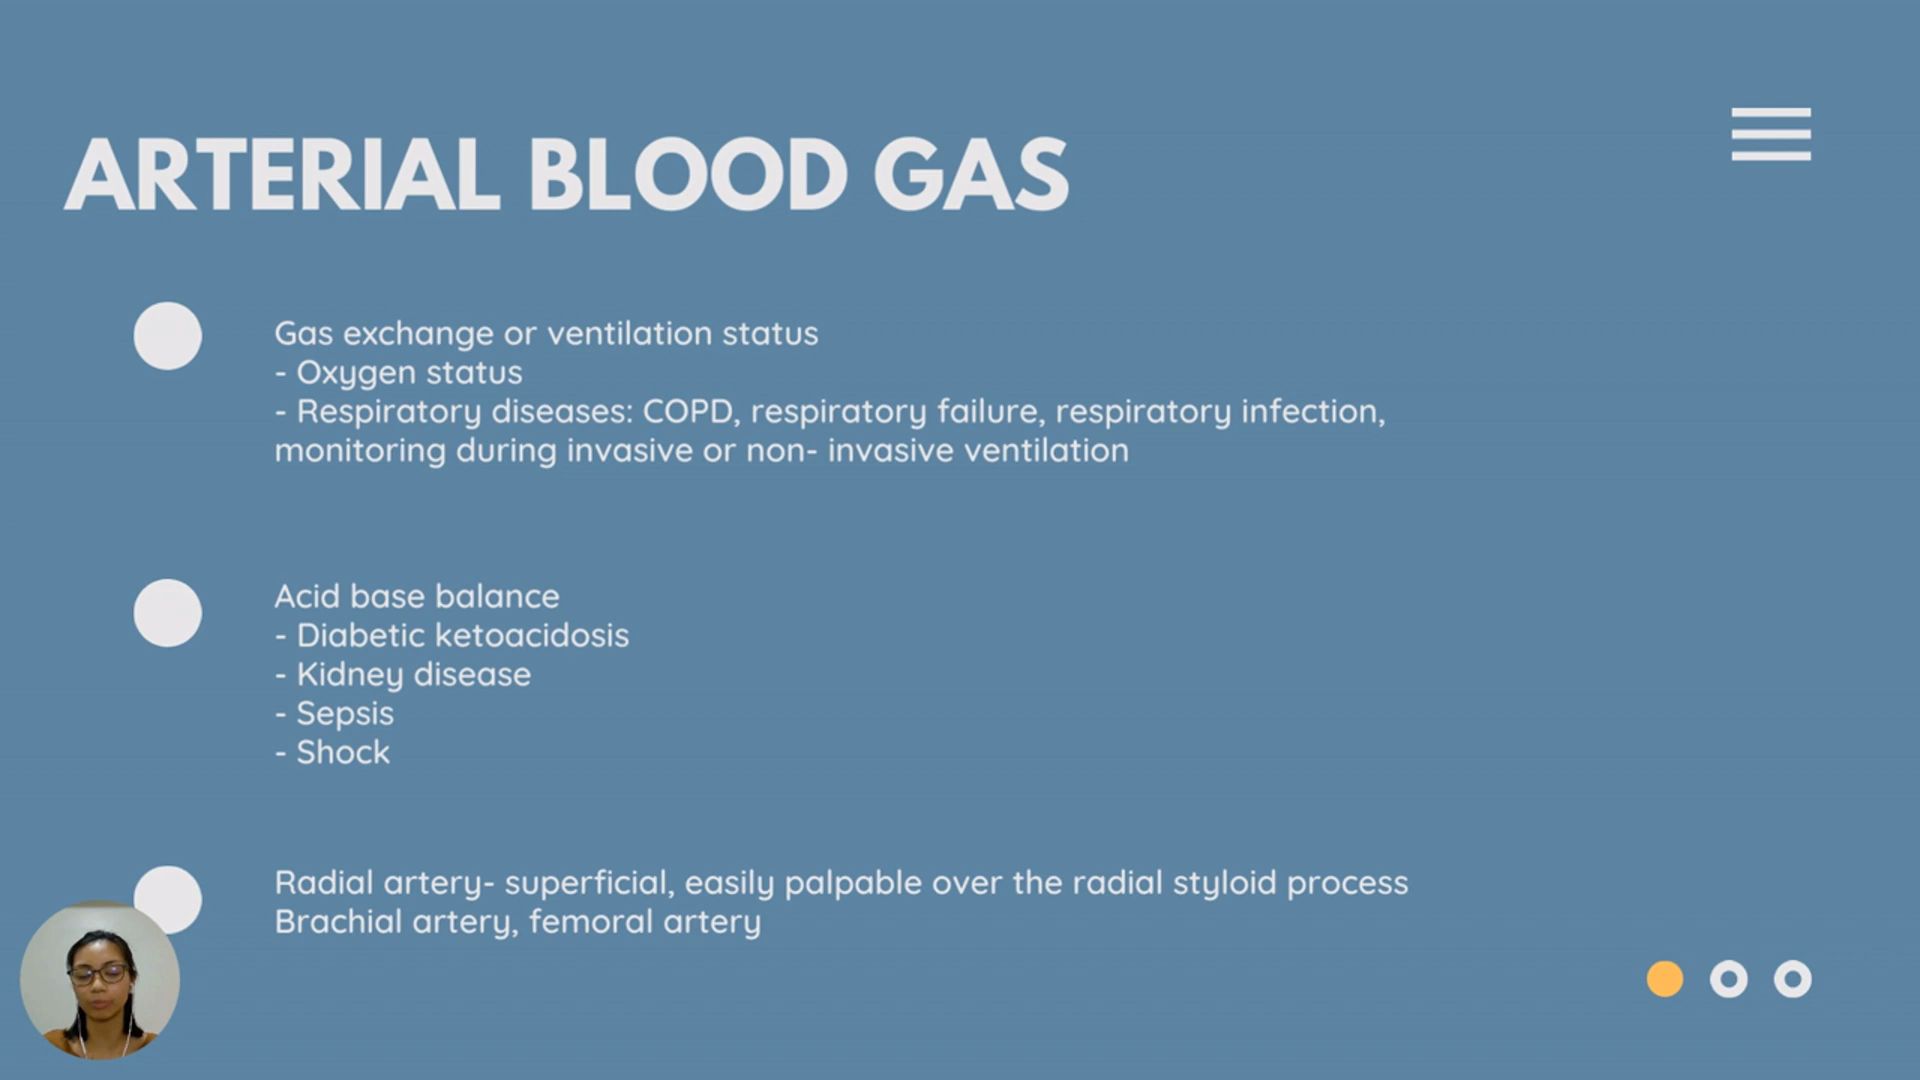 ARTERIAL BLOOD GAS
Gas exchange or ventilation status
- Oxygen status
- Respiratory diseases: COPD, respiratory failure, respiratory infection,
monitoring during invasive or non- invasive ventilation
Acid base balance
- Diabetic ketoacidosis
- Kidney disease
- Sepsis
- Shock
Radial artery- superficial, easily palpable over the radial styloid process
Brachial artery, femoral artery